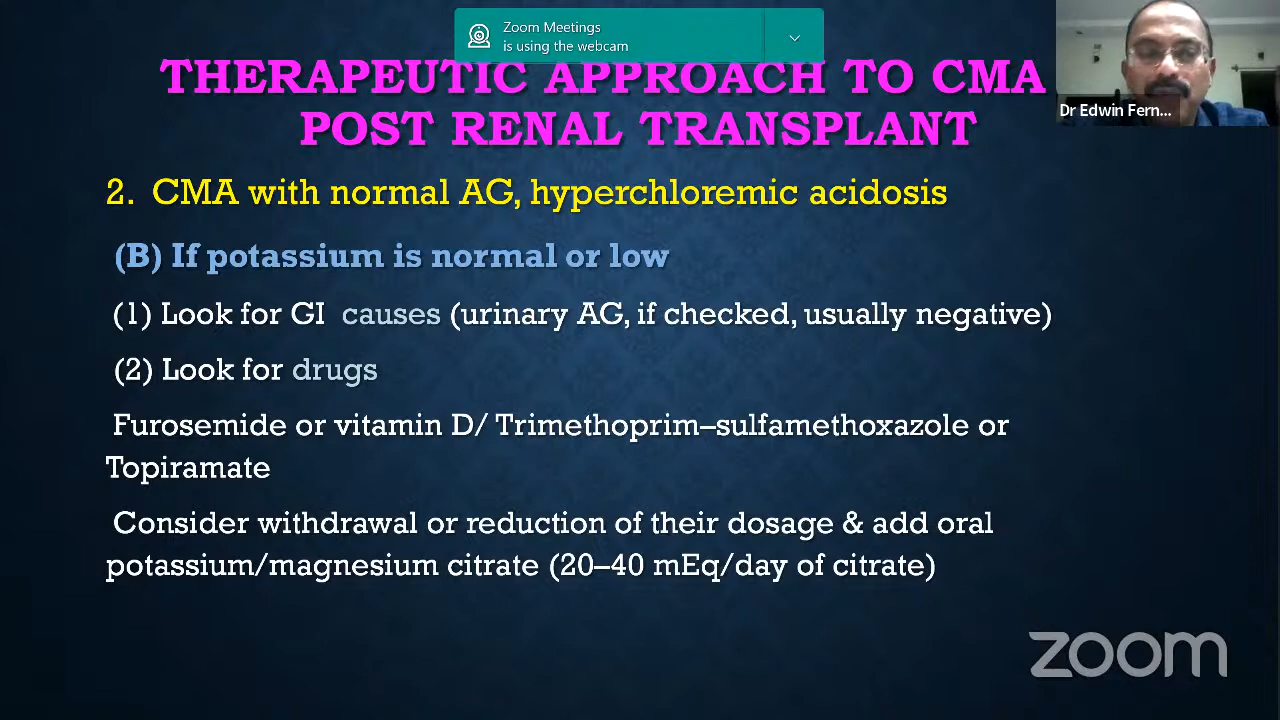 Zoom Meetings
is using the webcam
THERAPEUTIC APPROACH TO CMA
POST RENAL TRANSPLANT
Dr Edwin Fern...
2. CMA with normal AG, hyperchloremic acidosis
(B) If potassium is normal or low
(1) Look for GI causes (urinary AG, if checked, usually negative)
(2) Look for drugs
Furosemide or vitamin D/ Trimethoprim–sulfamethoxazole or
Topiramate
Consider withdrawal or reduction of their dosage & add oral
potassium/magnesium citrate (20–40 mEq/day of citrate)
zoom